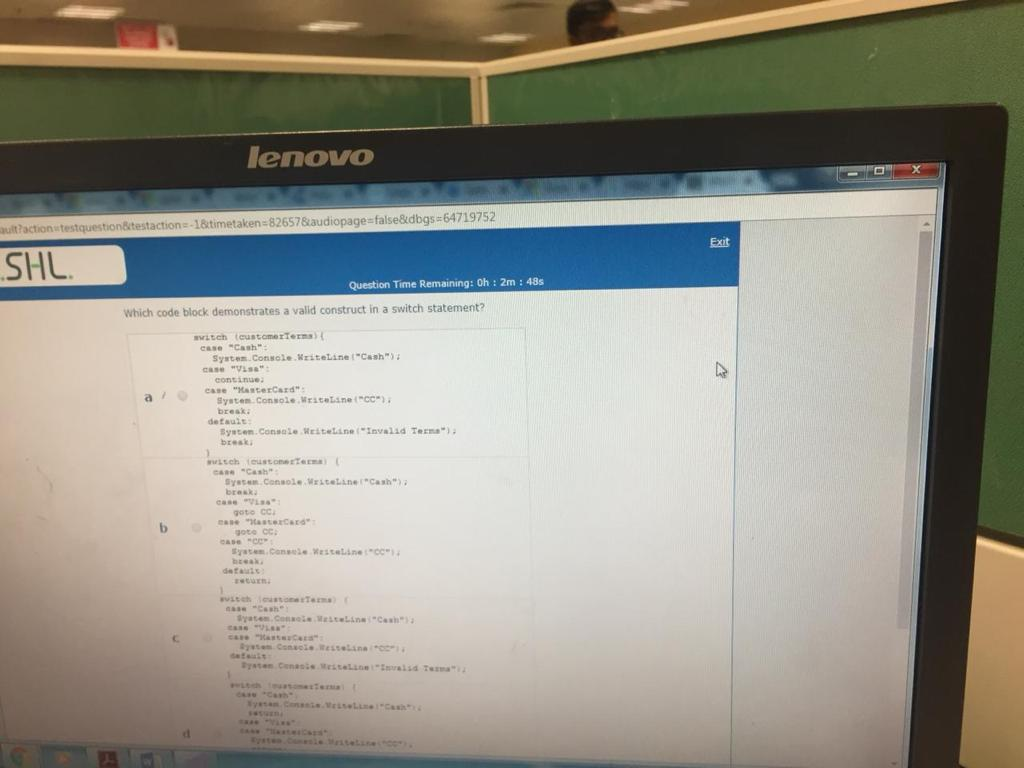 lenovo
ault?action=testquestion&testaction=-1&timetaken=82657&audiopage=false&dbgs=64719752
.SHL.
Exit
Question Time Remaining: 0h : 2m : 48s
Which code block demonstrates a valid construct in a switch statement?
a
switch (customerTerms){
case "Cash":
System.Console.WriteLine("Cash");
case "Visa":
continue;
case "MasterCard":
System.Console.WriteLine("CC");
break;
default:
System.Console.WriteLine("Invalid Terms");
break;
}
b
switch (customerTerms) {
case "Cash":
System.Console.WriteLine("Cash");
break;
case "Visa":
goto CC;
case "MasterCard":
goto CC;
case "CC":
System.Console.WriteLine("CC");
break;
default:
return;
}
c
switch (customerTerms) {
case "Cash":
System.Console.WriteLine("Cash");
case "Visa":
case "MasterCard":
System.Console.WriteLine("CC");
default:
System.Console.WriteLine("Invalid Terms");
}
d
switch (customerTerms) {
case "Cash":
System.Console.WriteLine("Cash");
return;
case "Visa":
case "MasterCard":
System.Console.WriteLine("CC");